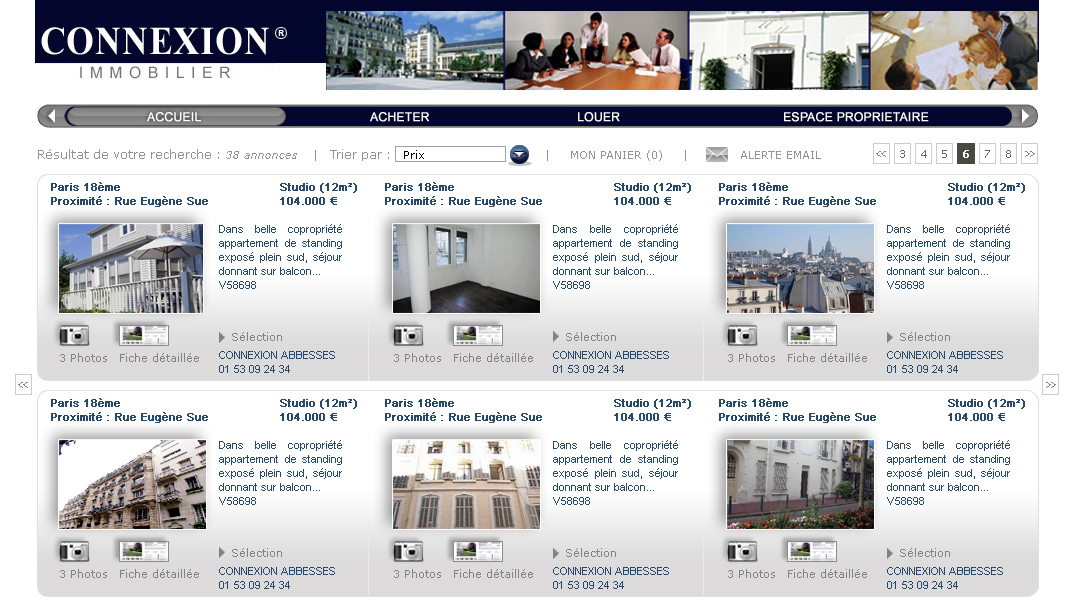 CONNEXION ®
IMMOBILIER
ACCUEIL ACHETER LOUER ESPACE PROPRIETAIRE
Résultat de votre recherche : 38 annonces | Trier par : Prix | MON PANIER (0) | ALERTE EMAIL << 3 4 5 6 7 8 >>
Paris 18ème Studio (12m²)
Proximité : Rue Eugène Sue 104.000 €
Dans belle copropriété
appartement de standing
exposé plein sud, séjour
donnant sur balcon...
V58698
Sélection
3 Photos Fiche détaillée
CONNEXION ABBESSES
01 53 09 24 34
Paris 18ème Studio (12m²)
Proximité : Rue Eugène Sue 104.000 €
Dans belle copropriété
appartement de standing
exposé plein sud, séjour
donnant sur balcon...
V58698
Sélection
3 Photos Fiche détaillée
CONNEXION ABBESSES
01 53 09 24 34
Paris 18ème Studio (12m²)
Proximité : Rue Eugène Sue 104.000 €
Dans belle copropriété
appartement de standing
exposé plein sud, séjour
donnant sur balcon...
V58698
Sélection
3 Photos Fiche détaillée
CONNEXION ABBESSES
01 53 09 24 34
<< >>
Paris 18ème Studio (12m²)
Proximité : Rue Eugène Sue 104.000 €
Dans belle copropriété
appartement de standing
exposé plein sud, séjour
donnant sur balcon...
V58698
Sélection
3 Photos Fiche détaillée
CONNEXION ABBESSES
01 53 09 24 34
Paris 18ème Studio (12m²)
Proximité : Rue Eugène Sue 104.000 €
Dans belle copropriété
appartement de standing
exposé plein sud, séjour
donnant sur balcon...
V58698
Sélection
3 Photos Fiche détaillée
CONNEXION ABBESSES
01 53 09 24 34
Paris 18ème Studio (12m²)
Proximité : Rue Eugène Sue 104.000 €
Dans belle copropriété
appartement de standing
exposé plein sud, séjour
donnant sur balcon...
V58698
Sélection
3 Photos Fiche détaillée
CONNEXION ABBESSES
01 53 09 24 34